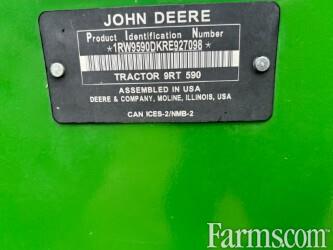 JOHN DEERE
Product Identification Number
*1RW9590DKRE927098*
TRACTOR 9RT 590
ASSEMBLED IN USA
DEERE & COMPANY, MOLINE, ILLINOIS, USA
CAN ICES-2/NMB-2
Farms.com